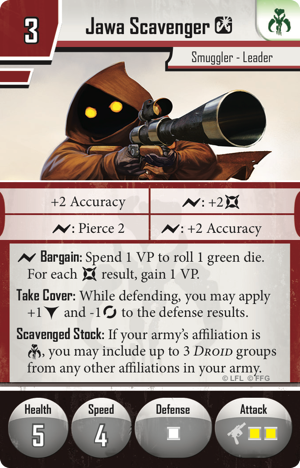 3
Jawa Scavenger
Smuggler - Leader
+2 Accuracy
: +2
: Pierce 2
: +2 Accuracy
Bargain: Spend 1 VP to roll 1 green die.
For each result, gain 1 VP.
Take Cover: While defending, you may apply
+1 and -1 to the defense results.
Scavenged Stock: If your army's affiliation is
, you may include up to 3 DROID groups
from any other affiliations in your army.
© LFL © FFG
Health Speed Defense Attack
5 4